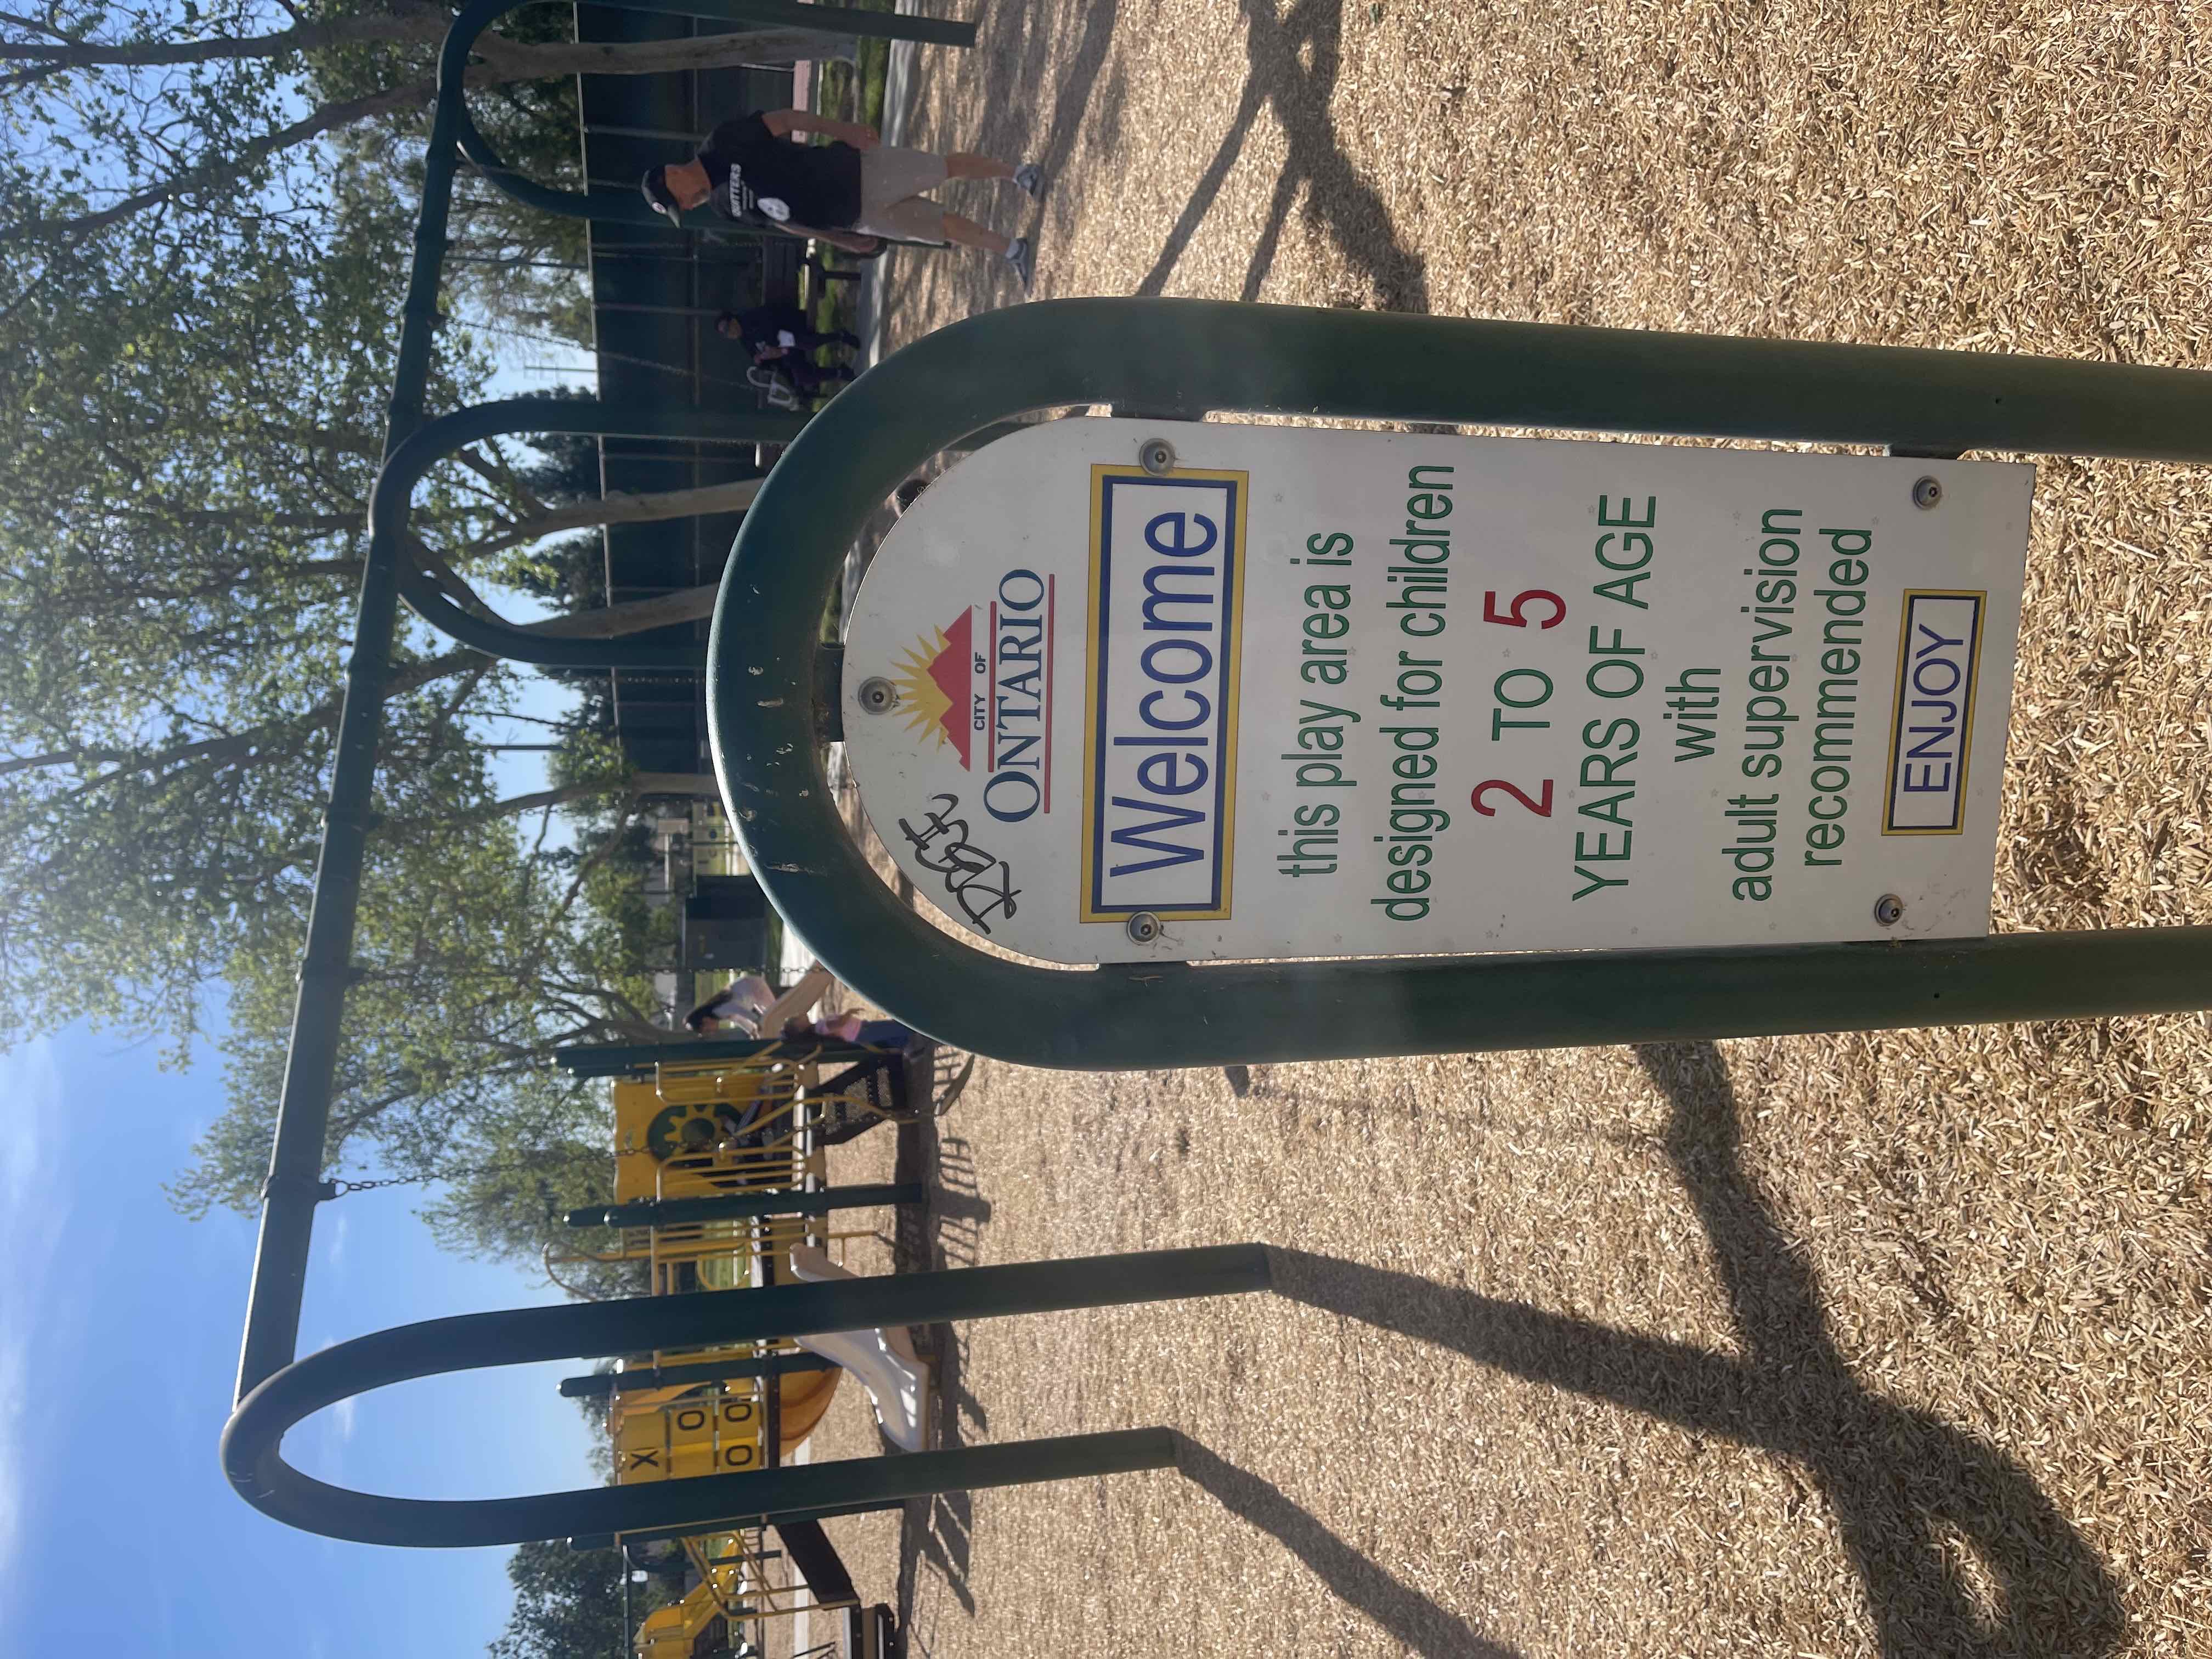 CITY OF
ONTARIO
Welcome
this play area is
designed for children
2 TO 5
YEARS OF AGE
with
adult supervision
recommended
ENJOY
X
O
O O